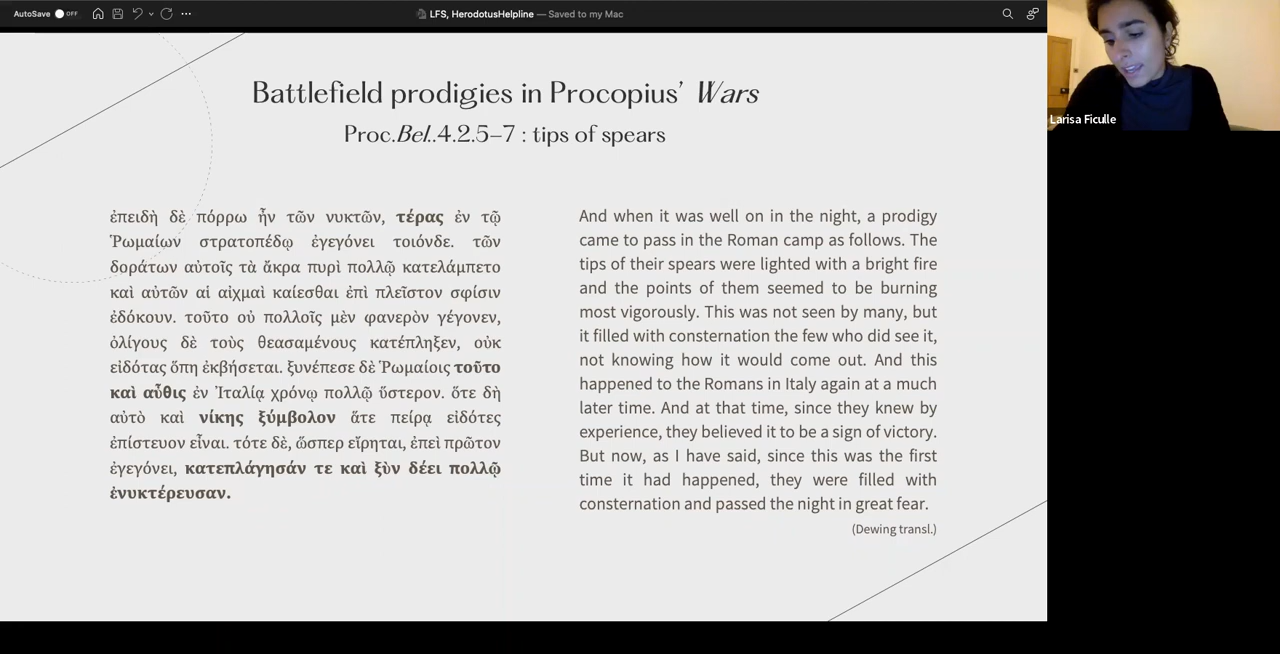 AutoSave OFF
LFS, HerodotusHelpline — Saved to my Mac
Battlefield prodigies in Procopius’ Wars
Proc.Bel..4.2.5–7 : tips of spears
ἐπειδὴ δὲ πόρρω ἦν τῶν νυκτῶν, τέρας ἐν τῷ
Ῥωμαίων στρατοπέδῳ ἐγεγόνει τοιόνδε. τῶν
δοράτων αὐτοῖς τὰ ἄκρα πυρὶ πολλῷ κατελάμπετο
καὶ αὐτῶν αἱ αἰχμαὶ καίεσθαι ἐπὶ πλεῖστον σφίσιν
ἐδόκουν. τοῦτο οὐ πολλοῖς μὲν φανερὸν γέγονεν,
ὀλίγους δὲ τοὺς θεασαμένους κατέπληξεν, οὐκ
εἰδότας ὅπη ἐκβήσεται. ξυνέπεσε δὲ Ῥωμαίοις τοῦτο
καὶ αὖθις ἐν Ἰταλίᾳ χρόνῳ πολλῷ ὕστερον. ὅτε δὴ
αὐτὸ καὶ νίκης ξύμβολον ἅτε πείρᾳ εἰδότες
ἐπίστευον εἶναι. τότε δὲ, ὥσπερ εἴρηται, ἐπεὶ πρῶτον
ἐγεγόνει, κατεπλάγησάν τε καὶ ξὺν δέει πολλῷ
ἐνυκτέρευσαν.
And when it was well on in the night, a prodigy
came to pass in the Roman camp as follows. The
tips of their spears were lighted with a bright fire
and the points of them seemed to be burning
most vigorously. This was not seen by many, but
it filled with consternation the few who did see it,
not knowing how it would come out. And this
happened to the Romans in Italy again at a much
later time. And at that time, since they knew by
experience, they believed it to be a sign of victory.
But now, as I have said, since this was the first
time it had happened, they were filled with
consternation and passed the night in great fear.
(Dewing transl.)
Larisa Ficulle